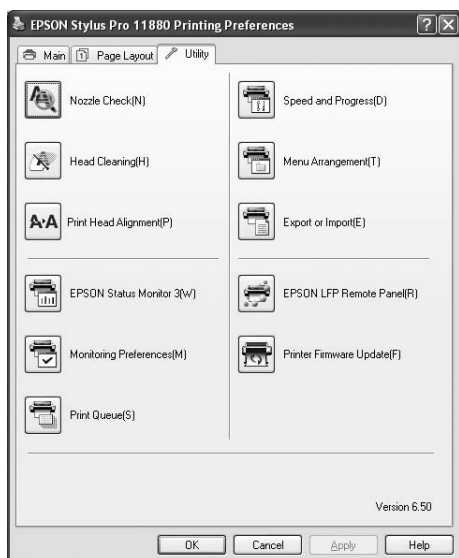 EPSON Stylus Pro 11880 Printing Preferences
Main
Page Layout
Utility
Nozzle Check(N)
Speed and Progress(D)
Head Cleaning(H)
Menu Arrangement(T)
Print Head Alignment(P)
Export or Import(E)
EPSON Status Monitor 3(W)
EPSON LFP Remote Panel(R)
Monitoring Preferences(M)
Printer Firmware Update(F)
Print Queue(S)
Version 6.50
OK
Cancel
Apply
Help